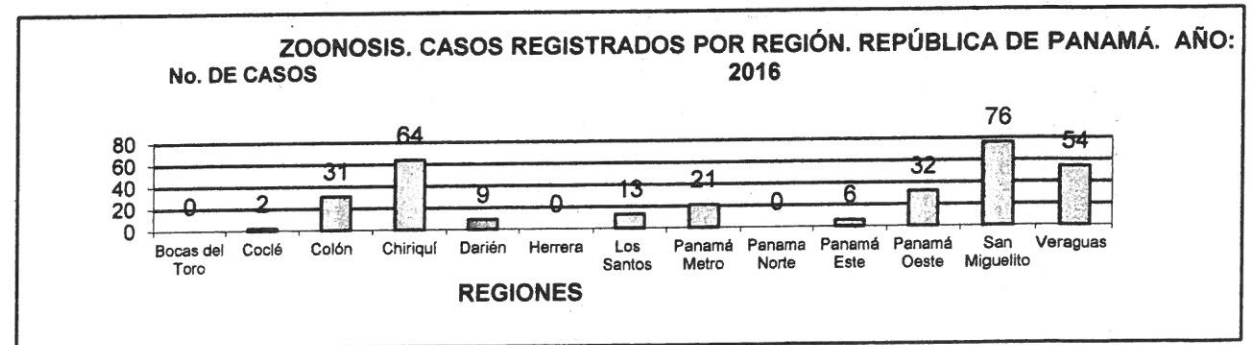 ZOONOSIS. CASOS REGISTRADOS POR REGIÓN. REPÚBLICA DE PANAMÁ. AÑO:
No. DE CASOS 2016
80
60
40
20
0
0 2 31 64 9 0 13 21 0 6 32 76 54
Bocas del Toro
Coclé
Colón
Chiriquí
Darién
Herrera
Los Santos
Panamá Metro
Panama Norte
Panamá Este
Panamá Oeste
San Miguelito
Veraguas
REGIONES